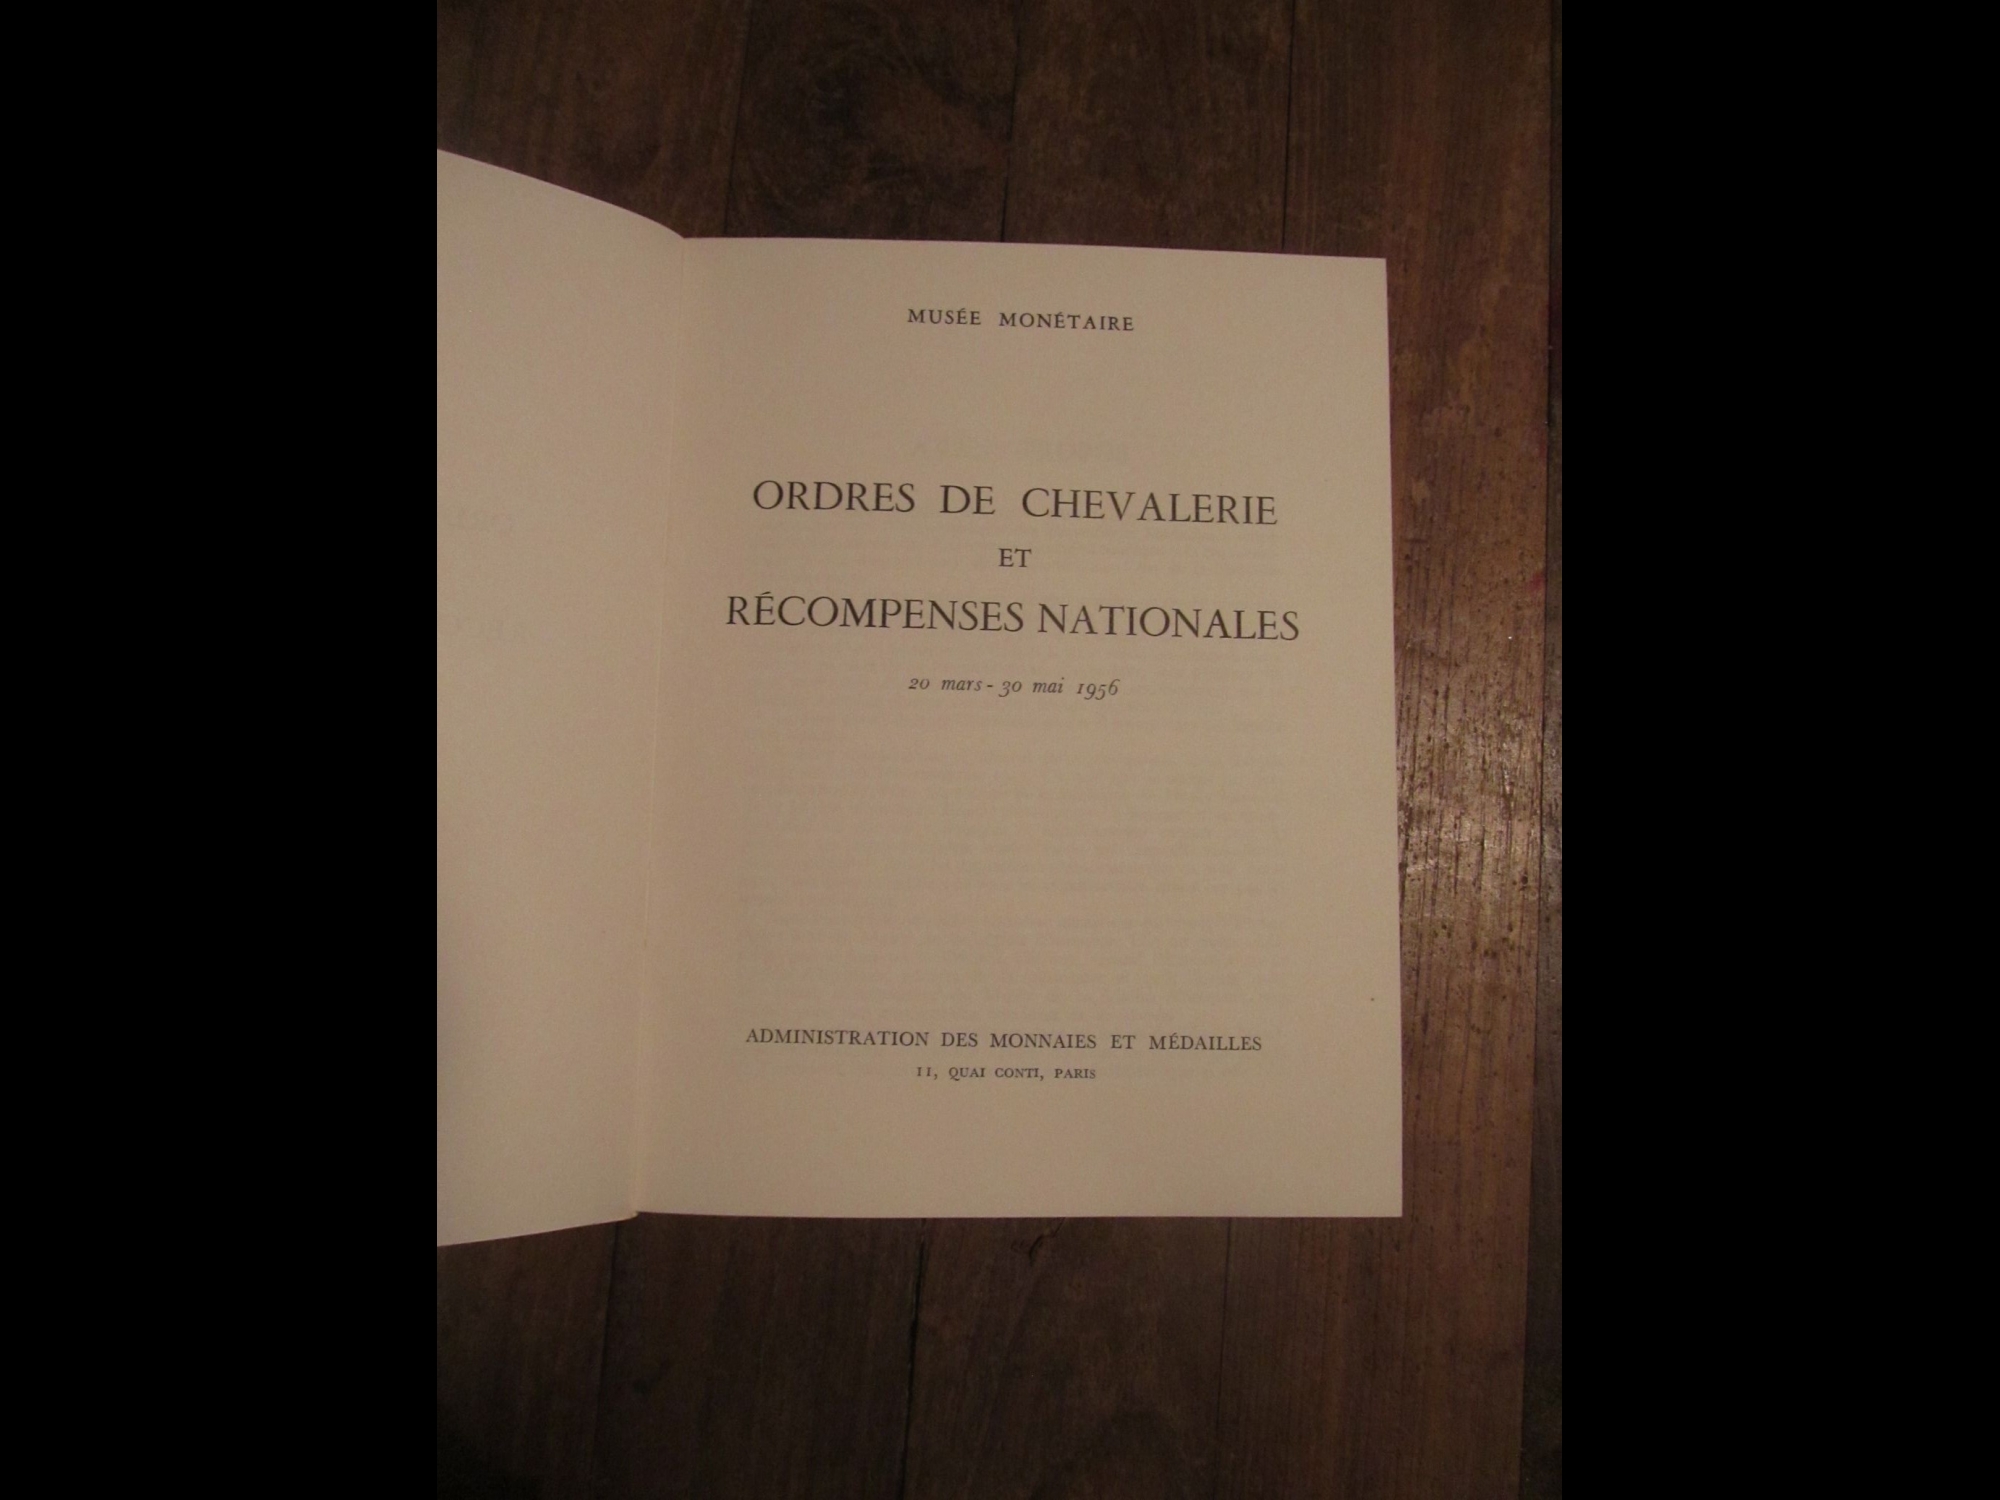 MUSÉE MONÉTAIRE
ORDRES DE CHEVALERIE
ET
RÉCOMPENSES NATIONALES
20 mars - 30 mai 1956
ADMINISTRATION DES MONNAIES ET MÉDAILLES
11, QUAI CONTI, PARIS